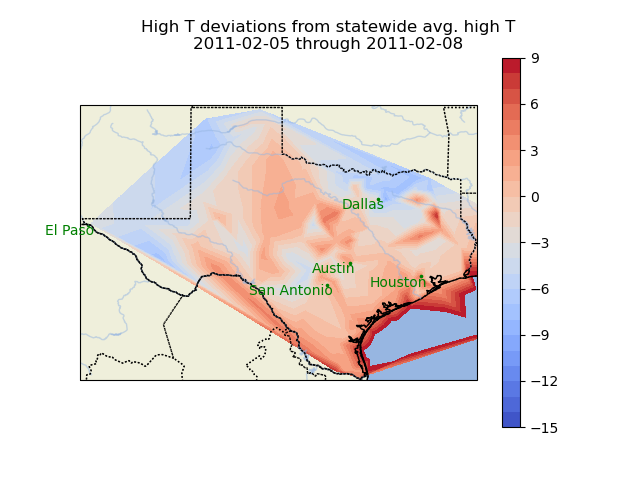 High T deviations from statewide avg. high T
2011-02-05 through 2011-02-08
9
6
3
0
−3
−6
−9
−12
−15
Dallas
El Paso
Austin
Houston
San Antonio